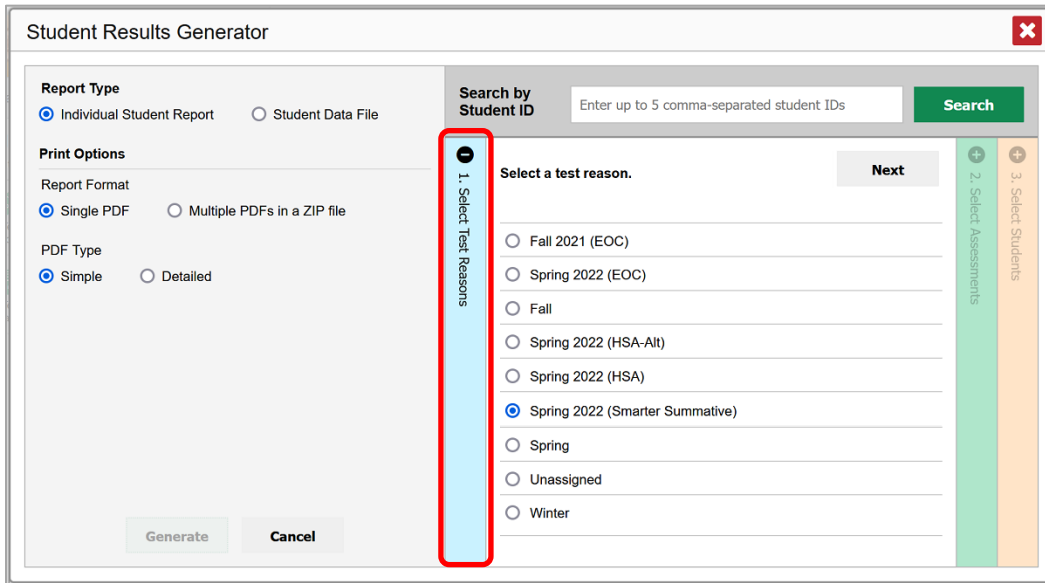 Student Results Generator
Report Type
Individual Student Report
Student Data File
Print Options
Report Format
Single PDF
Multiple PDFs in a ZIP file
PDF Type
Simple
Detailed
Generate
Cancel
Search by
Student ID
Enter up to 5 comma-separated student IDs
Search
1. Select Test Reasons
Select a test reason.
Next
Fall 2021 (EOC)
Spring 2022 (EOC)
Fall
Spring 2022 (HSA-Alt)
Spring 2022 (HSA)
Spring 2022 (Smarter Summative)
Spring
Unassigned
Winter
2. Select Assessments
3. Select Students